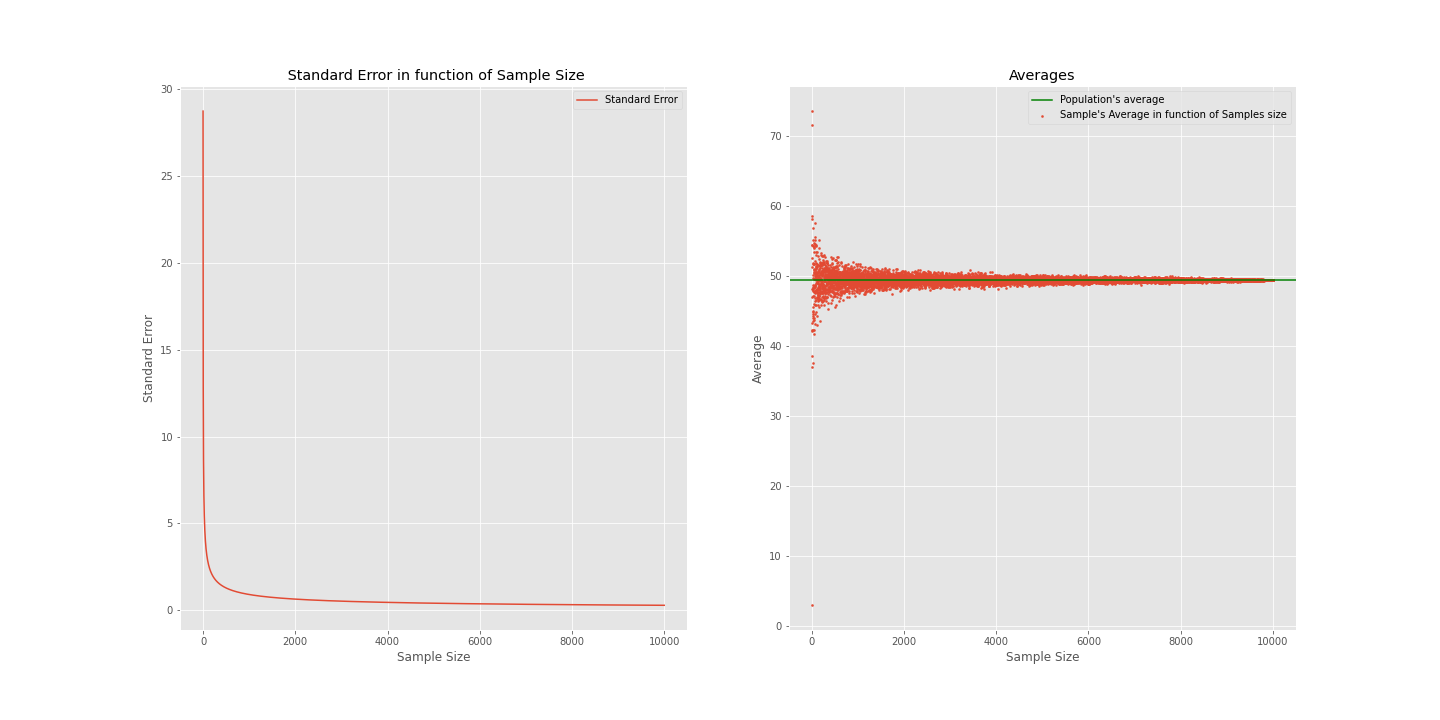 Standard Error in function of Sample Size
30
25
20
15
10
5
0
Standard Error
Standard Error
0 2000 4000 6000 8000 10000
Sample Size
Averages
70
60
50
40
30
20
10
0
Average
Population's average
Sample's Average in function of Samples size
0 2000 4000 6000 8000 10000
Sample Size